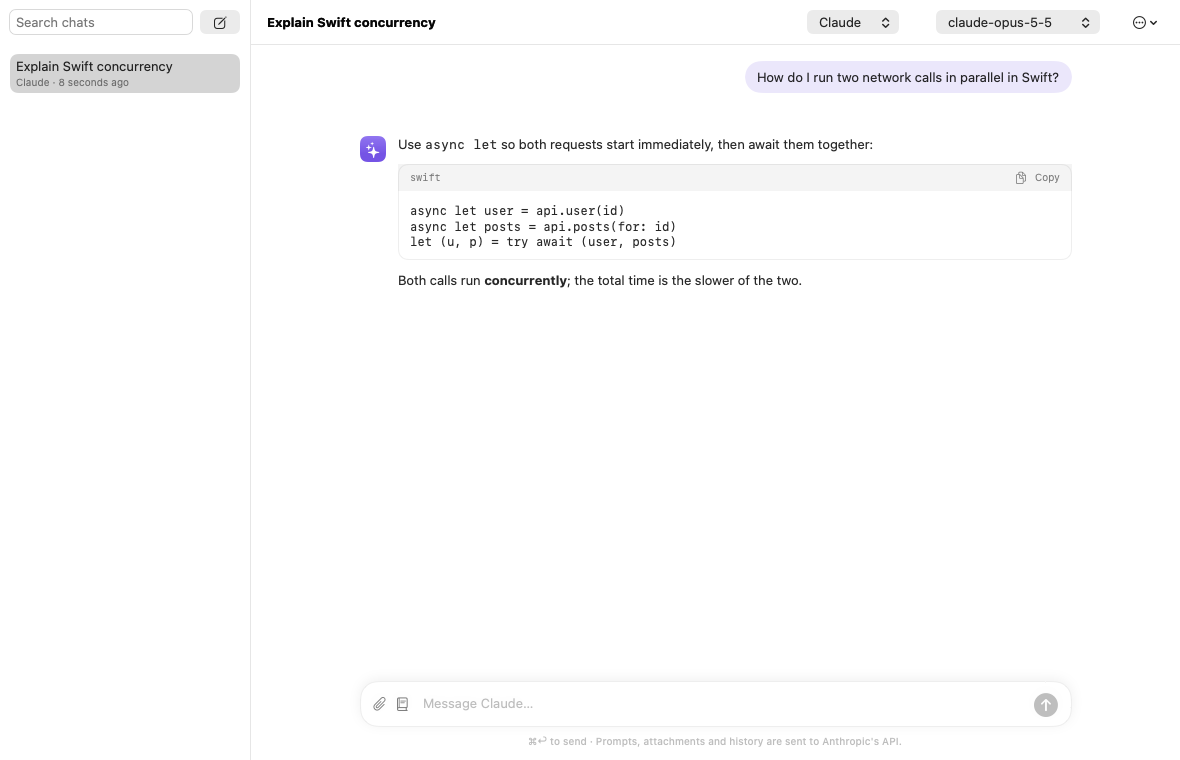 Search chats
Explain Swift concurrency
Claude · 8 seconds ago
Explain Swift concurrency
Claude
claude-opus-5-5
How do I run two network calls in parallel in Swift?
Use async let so both requests start immediately, then await them together:
swift
Copy
async let user = api.user(id)
async let posts = api.posts(for: id)
let (u, p) = try await (user, posts)
Both calls run concurrently; the total time is the slower of the two.
Message Claude...
⌘↩ to send · Prompts, attachments and history are sent to Anthropic's API.